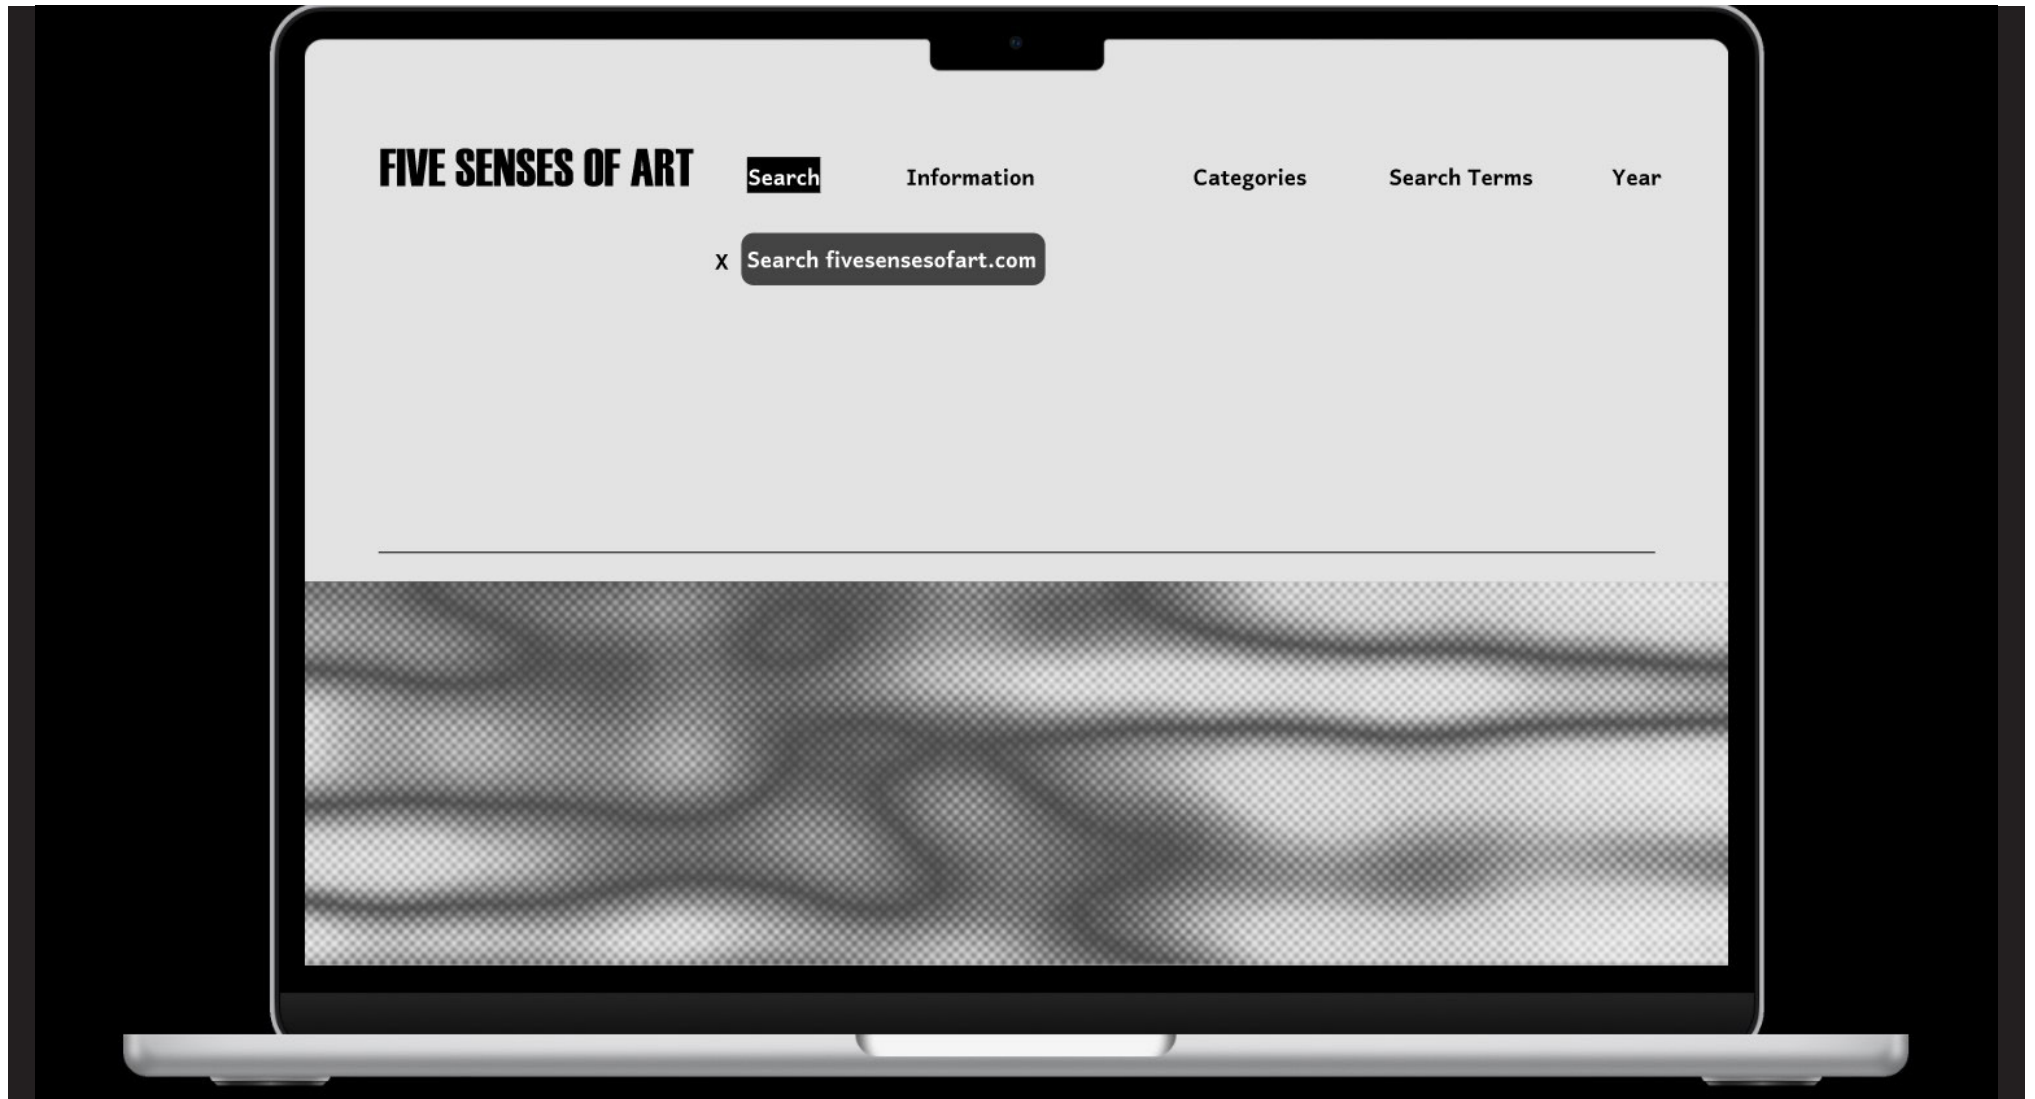 FIVE SENSES OF ART Search Information Categories Search Terms Year
X Search fivesensesofart.com